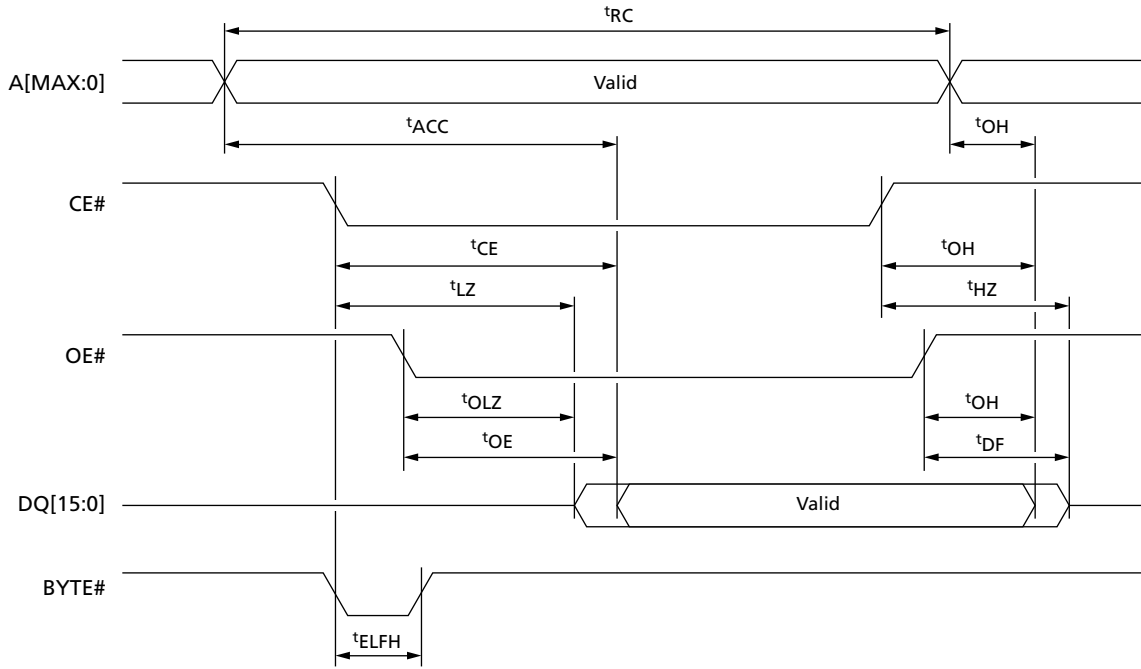 tRC
A[MAX:0]
Valid
tACC
tOH
CE#
tCE
tOH
tLZ
tHZ
OE#
tOLZ
tOH
tOE
tDF
DQ[15:0]
Valid
BYTE#
tELFH